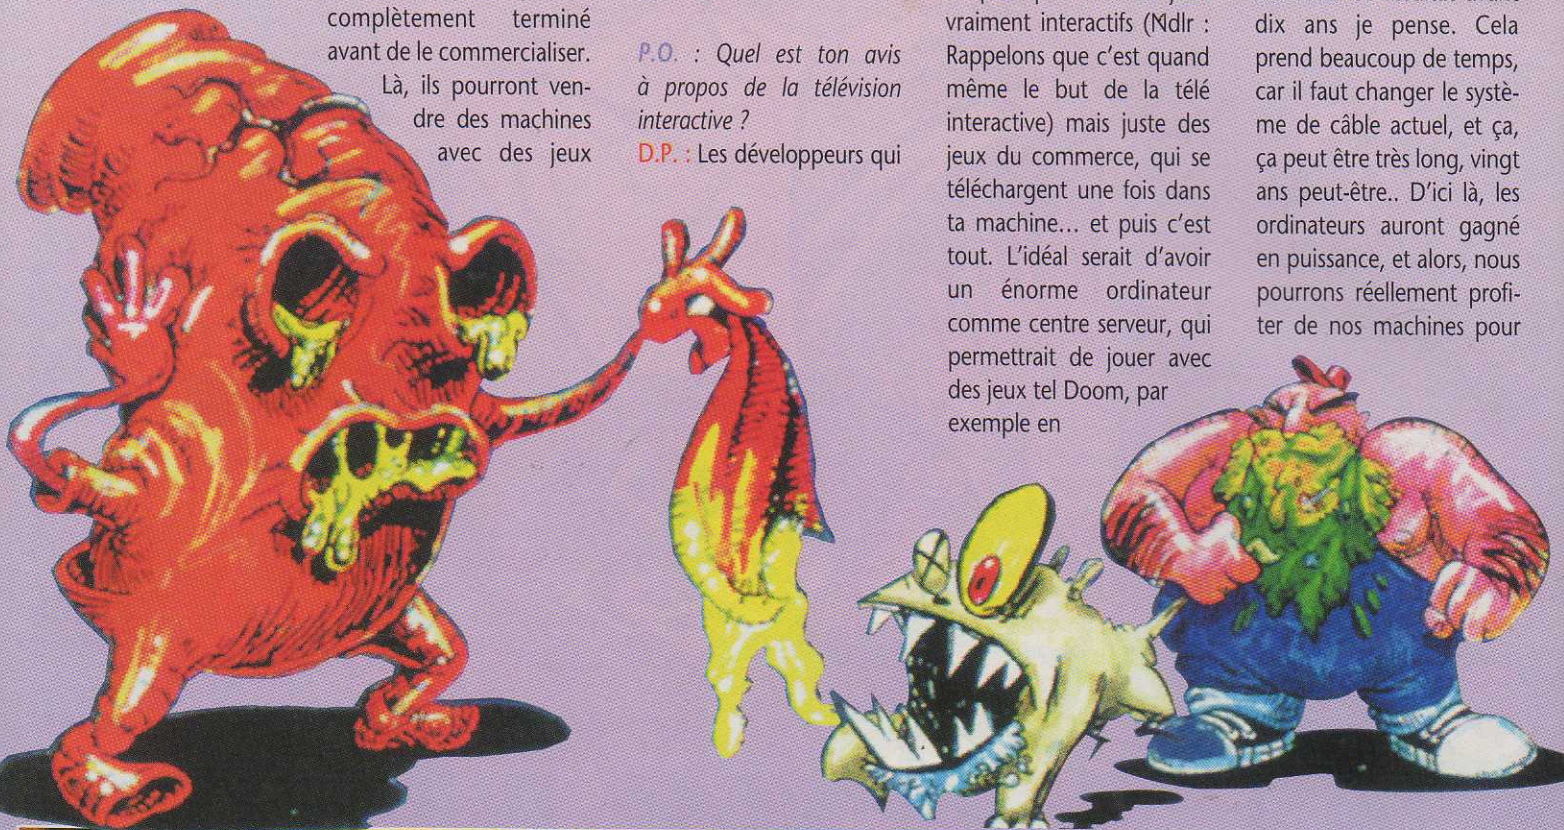 complètement terminé
avant de le commercialiser.
Là, ils pourront ven-
dre des machines
avec des jeux
P.O. : Quel est ton avis
à propos de la télévision
interactive ?
D.P. : Les développeurs qui
vraiment interactifs (Ndlr :
Rappelons que c'est quand
même le but de la télé
interactive) mais juste des
jeux du commerce, qui se
téléchargent une fois dans
ta machine... et puis c'est
tout. L'idéal serait d'avoir
un énorme ordinateur
comme centre serveur, qui
permettrait de jouer avec
des jeux tel Doom, par
exemple en
dix ans je pense. Cela
prend beaucoup de temps,
car il faut changer le systè-
me de câble actuel, et ça,
ça peut être très long, vingt
ans peut-être.. D'ici là, les
ordinateurs auront gagné
en puissance, et alors, nous
pourrons réellement profi-
ter de nos machines pour